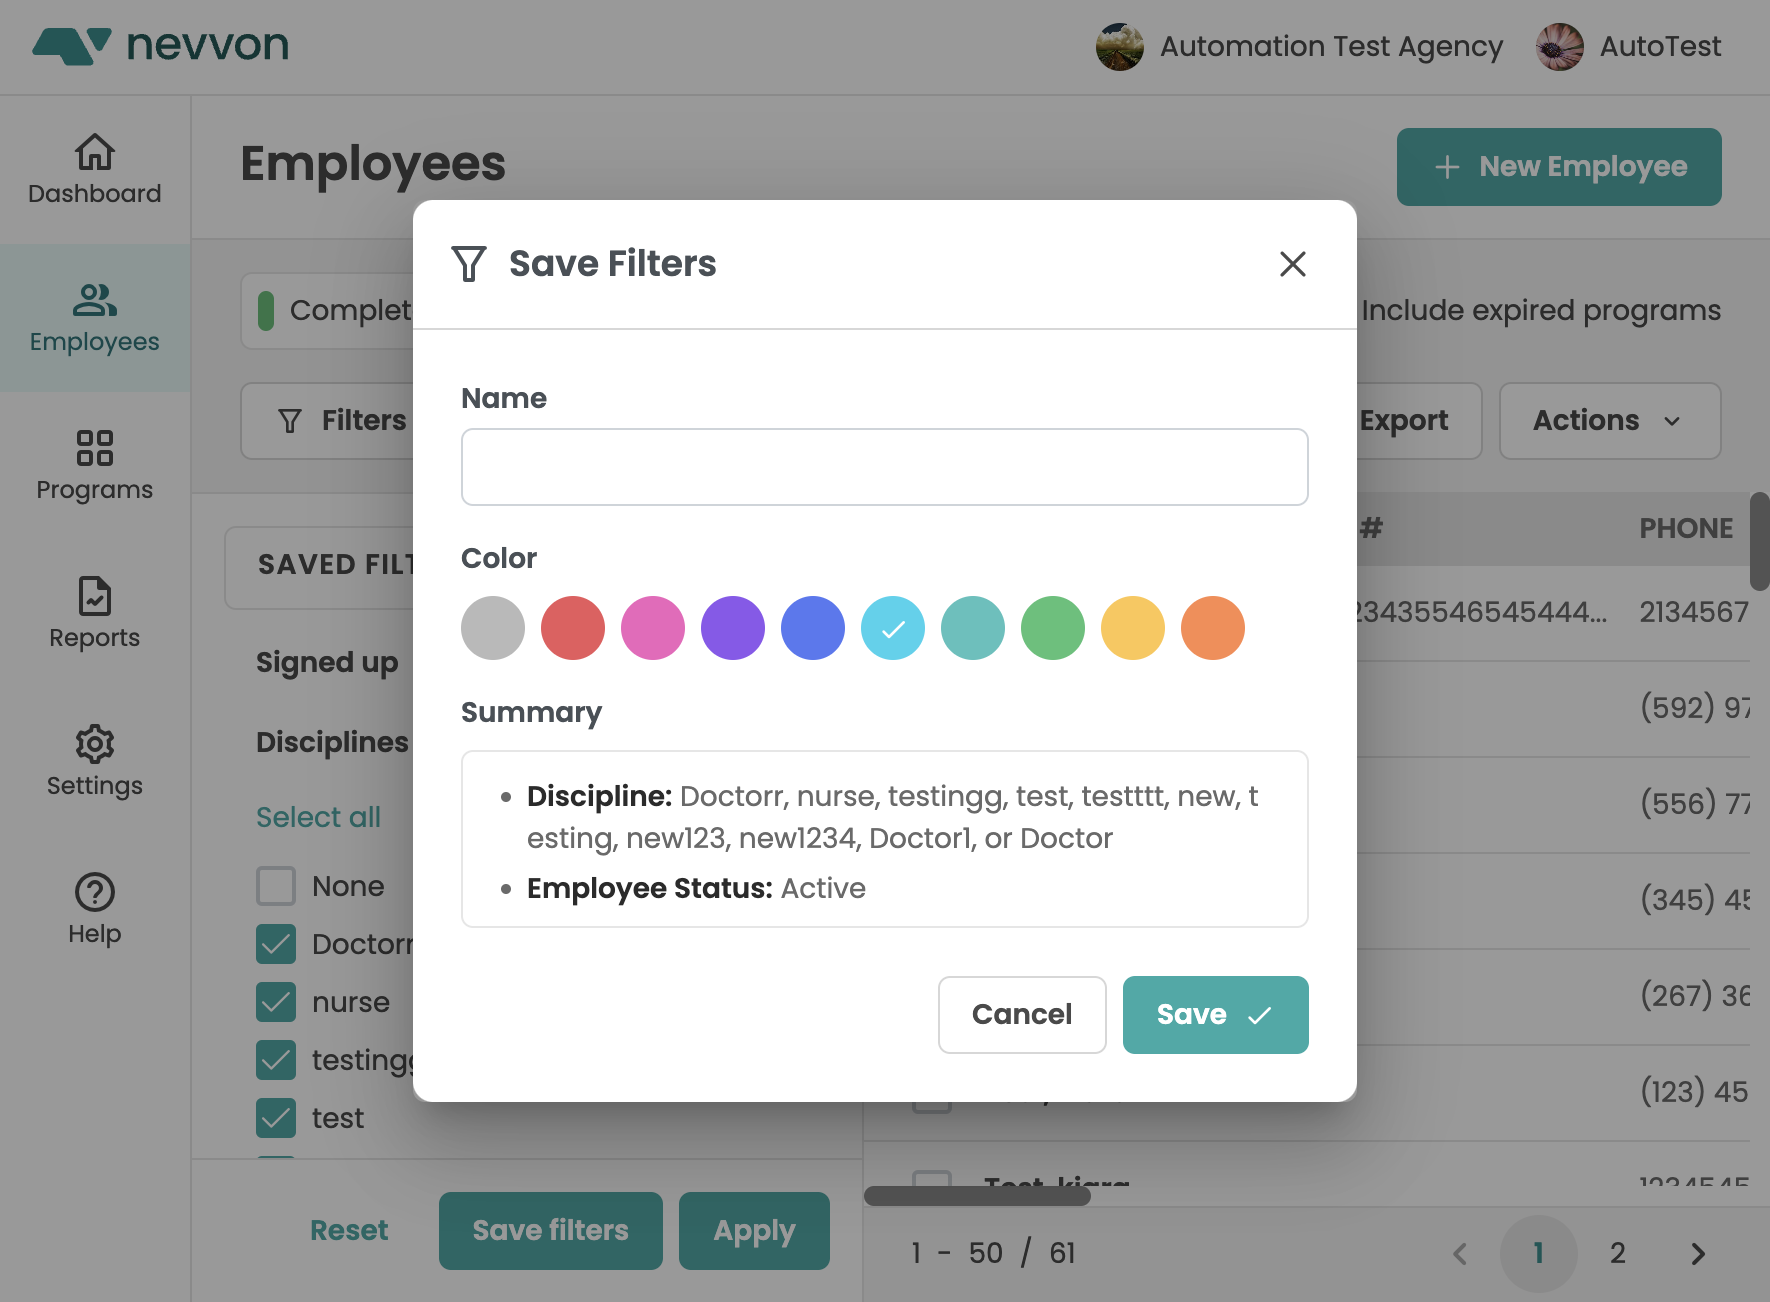 nevvon
Automation Test Agency
AutoTest
Dashboard
Employees
Programs
Reports
Settings
Help
Employees
New Employee
Complet
Include expired programs
Filters
Export
Actions
SAVED FILT
#
PHONE
Signed up
Disciplines
Select all
None
Doctorr
nurse
testingg
test
Reset
Save filters
Apply
Save Filters
Name
Color
Summary
Discipline: Doctorr, nurse, testingg, test, testttt, new, t
esting, new123, new1234, Doctor1, or Doctor
Employee Status: Active
Cancel
Save
23435546545444...
2134567
(592) 97
(556) 77
(345) 45
(267) 36
(123) 45
Test, kiara
1234545
1 - 50 / 61
1
2